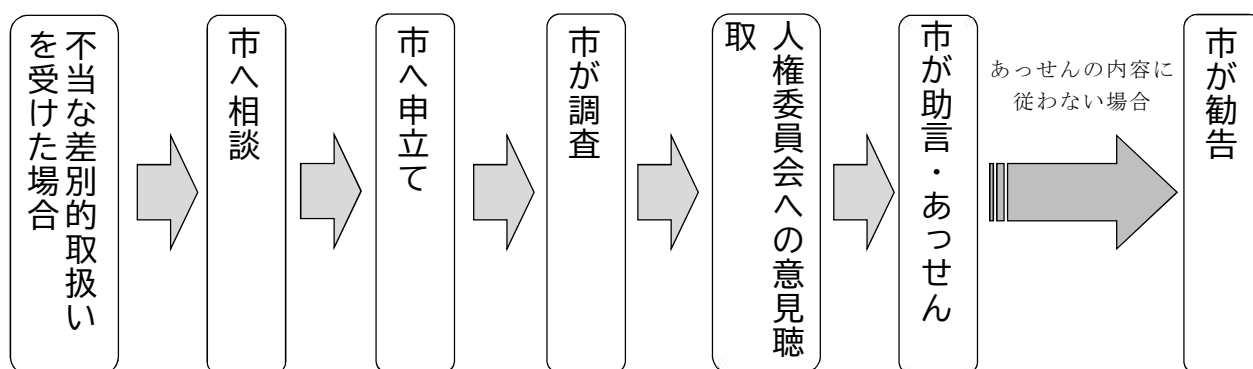 不当な差別的取扱い
を受けた場合
市へ相談
市へ申立て
市が調査
人権委員会への意見聴
取
市が助言・あっせん
あっせんの内容に
従わない場合
市が勧告